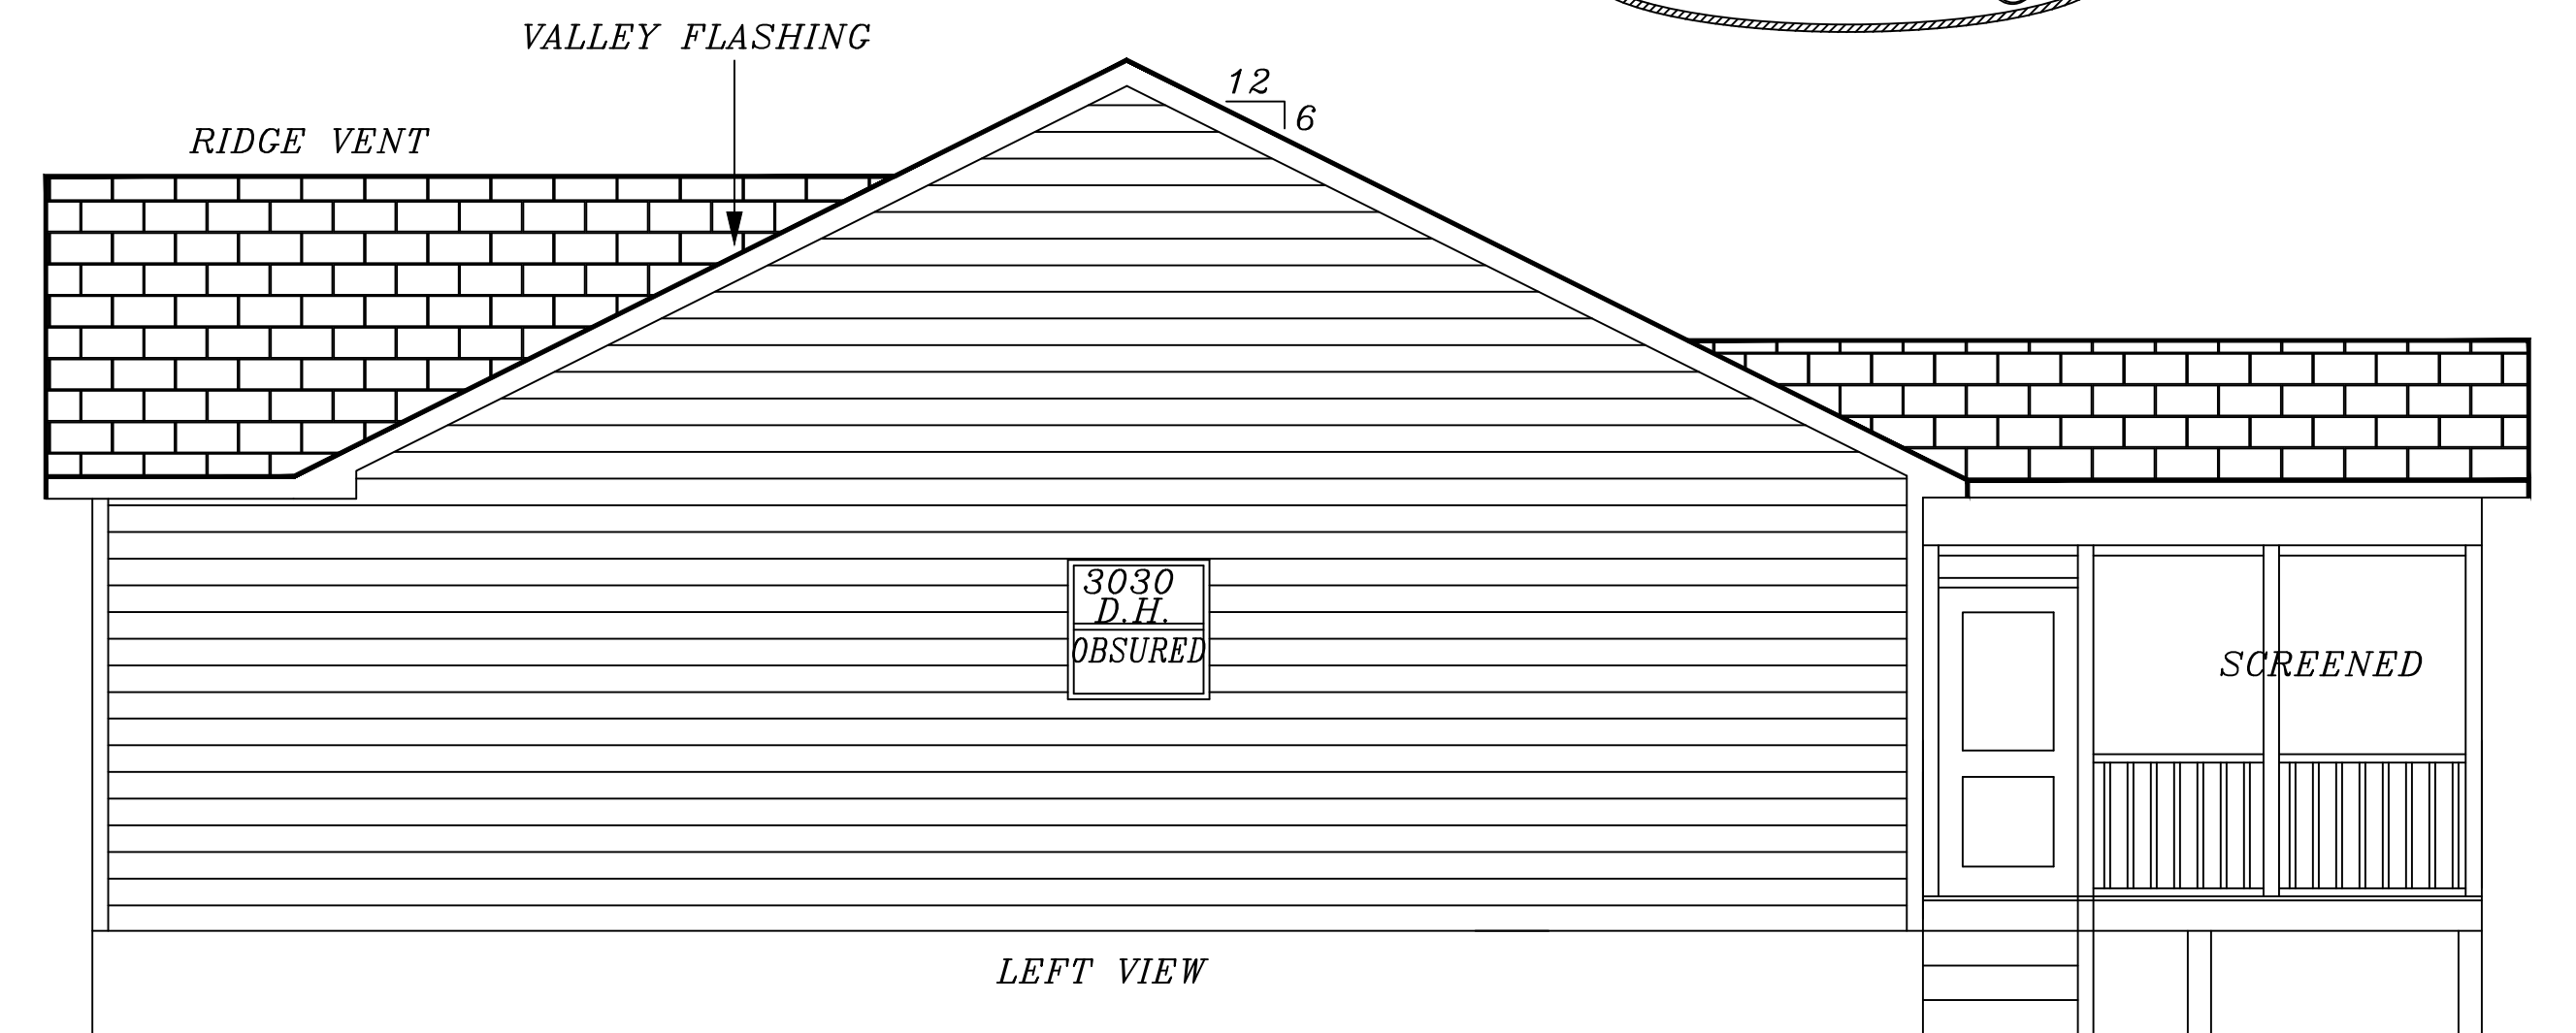 VALLEY FLASHING
12
6
RIDGE VENT
3030
D.H.
OBSURED
SCREENED
LEFT VIEW